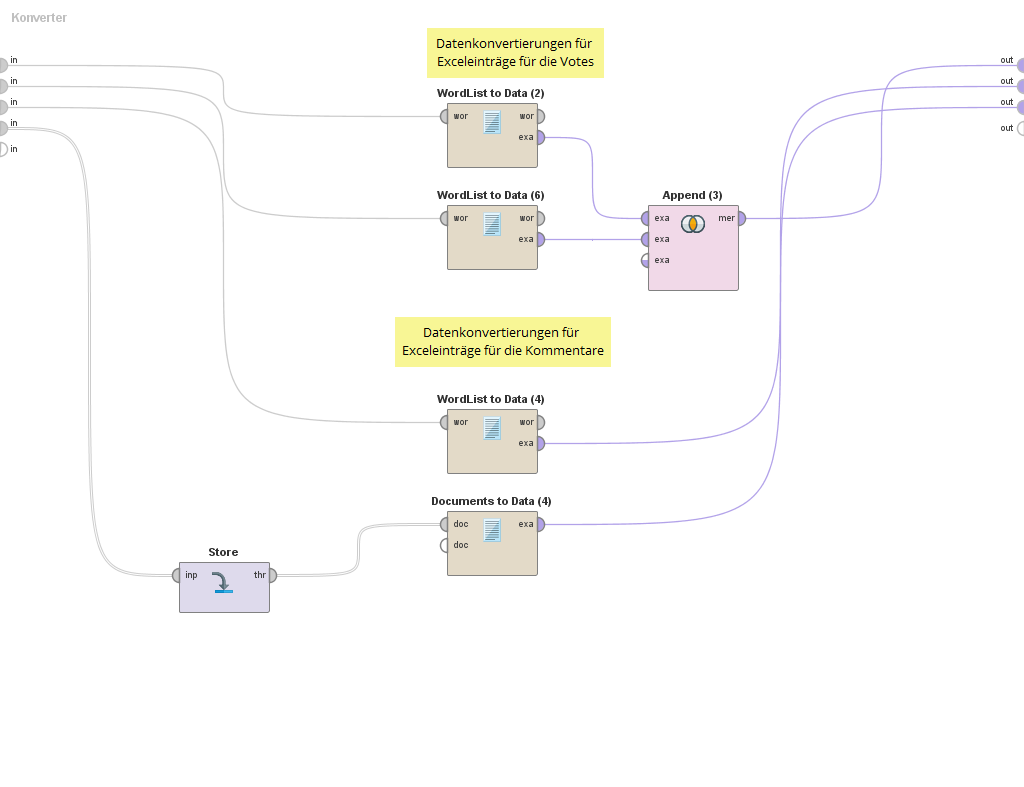 Konverter
in
in
in
in
in
out
out
out
out
Datenkonvertierungen für
Exceleinträge für die Votes
WordList to Data (2)
wor wor
exa
WordList to Data (6)
wor wor
exa
Append (3)
exa mer
exa
exa
Datenkonvertierungen für
Exceleinträge für die Kommentare
WordList to Data (4)
wor wor
exa
Documents to Data (4)
doc exa
doc
Store
inp thr